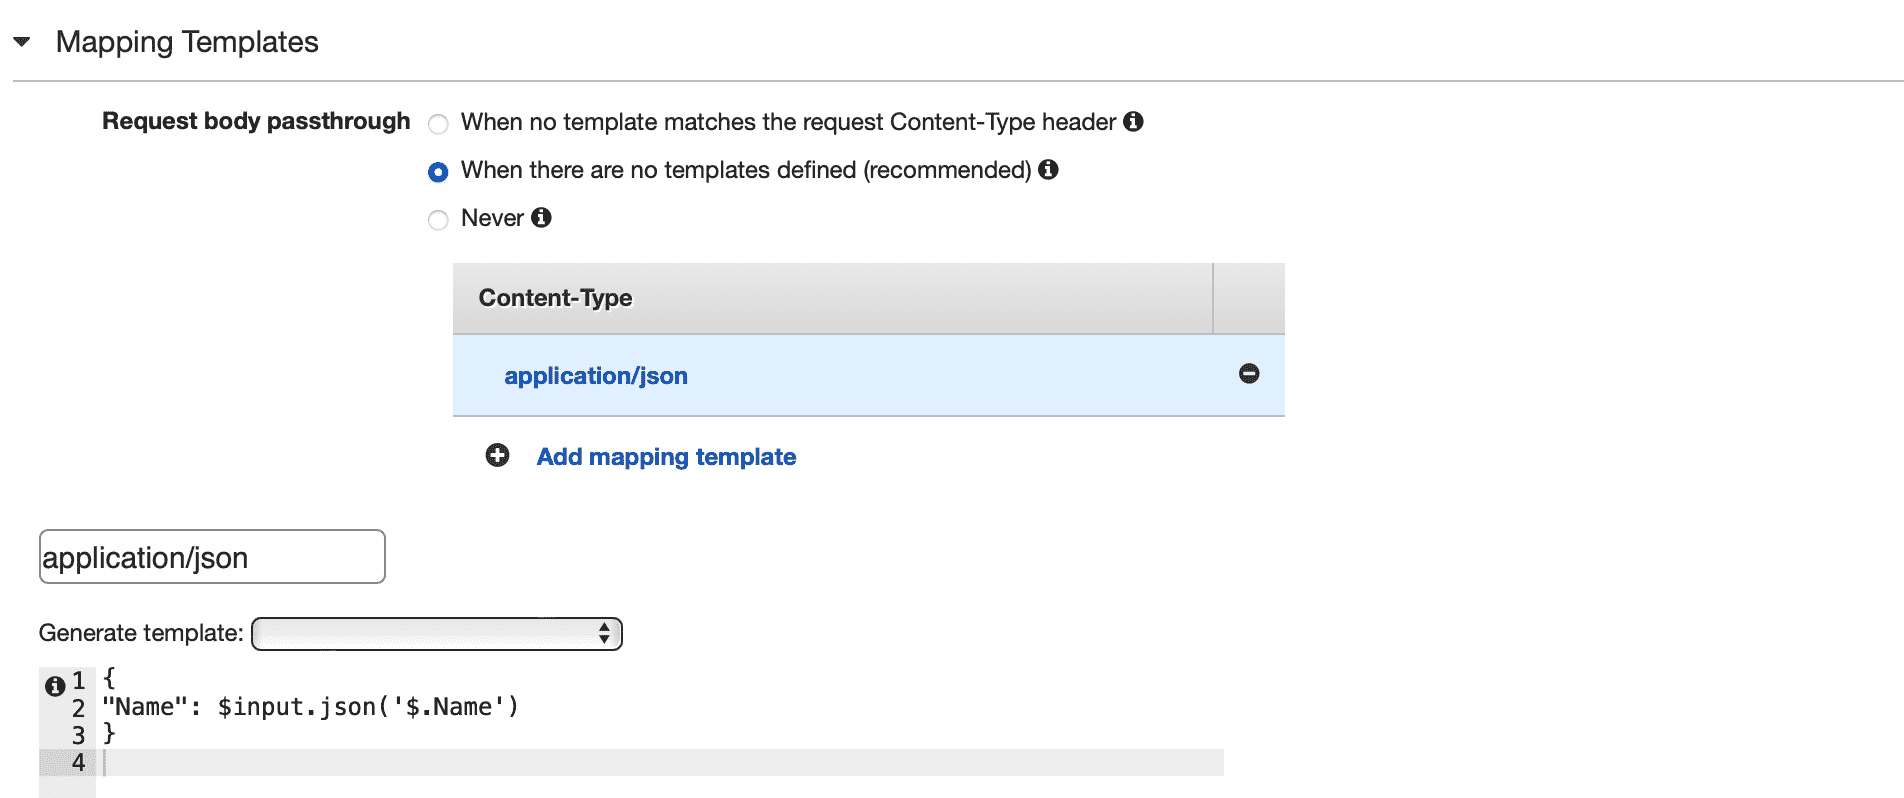 Mapping Templates
Request body passthrough
When no template matches the request Content-Type header
When there are no templates defined (recommended)
Never
Content-Type
application/json
Add mapping template
application/json
Generate template:
1 {
2 "Name": $input.json('$.Name')
3 }
4